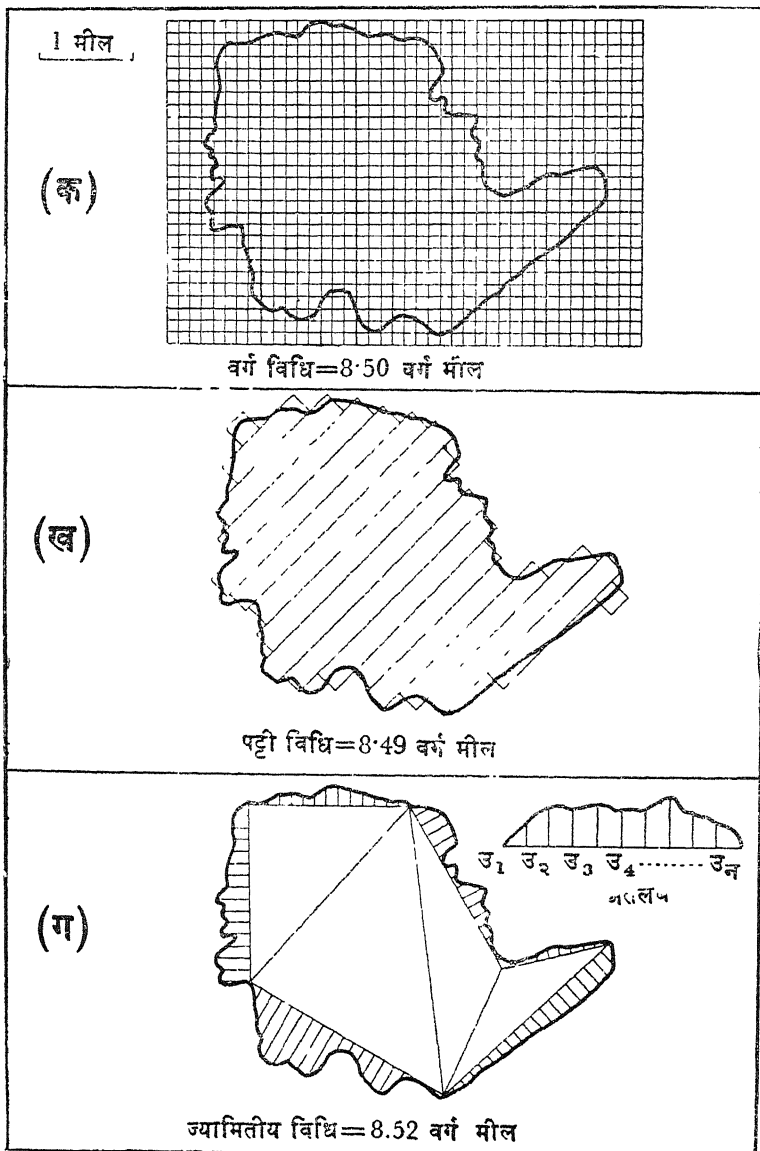 1 मील
(क)
वर्ग विधि=8·50 वर्ग मील
(ख)
पट्टी विधि=8·49 वर्ग मील
उ₁ उ₂ उ₃ उ₄········ उन
(ग)
ज्यामितीय विधि=8.52 वर्ग मील